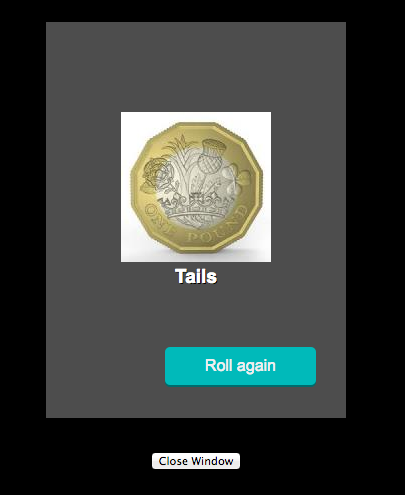 ONE POUND
Tails
Roll again
Close Window